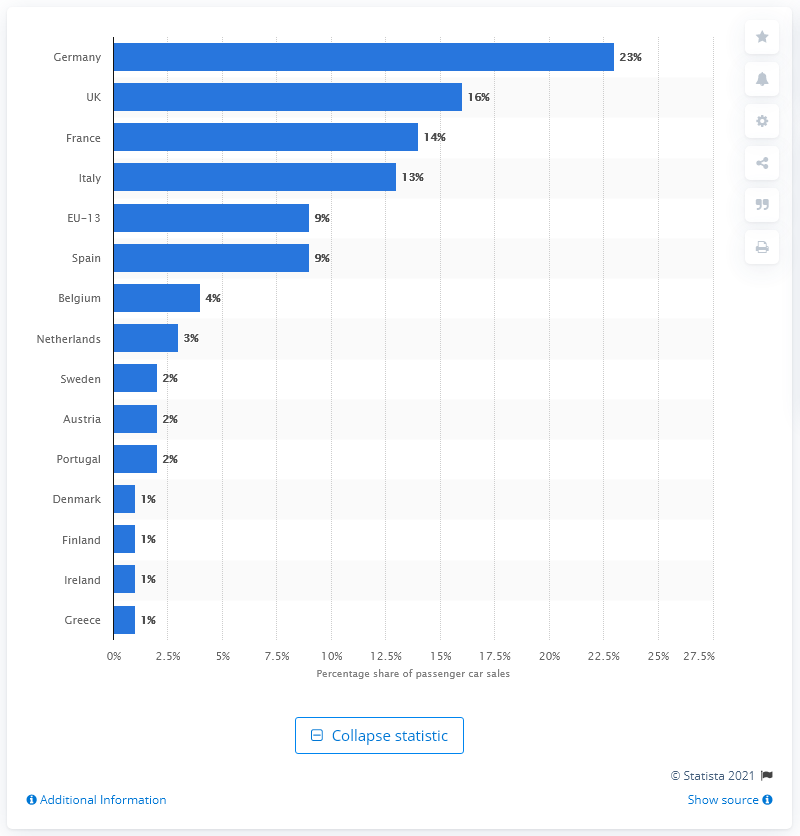 Germany 23%
UK 16%
France 14%
Italy 13%
EU-13 9%
Spain 9%
Belgium 4%
Netherlands 3%
Sweden 2%
Austria 2%
Portugal 2%
Denmark 1%
Finland 1%
Ireland 1%
Greece 1%
0% 2.5% 5% 7.5% 10% 12.5% 15% 17.5% 20% 22.5% 25% 27.5%
Percentage share of passenger car sales
Collapse statistic
© Statista 2021
Additional Information Show source